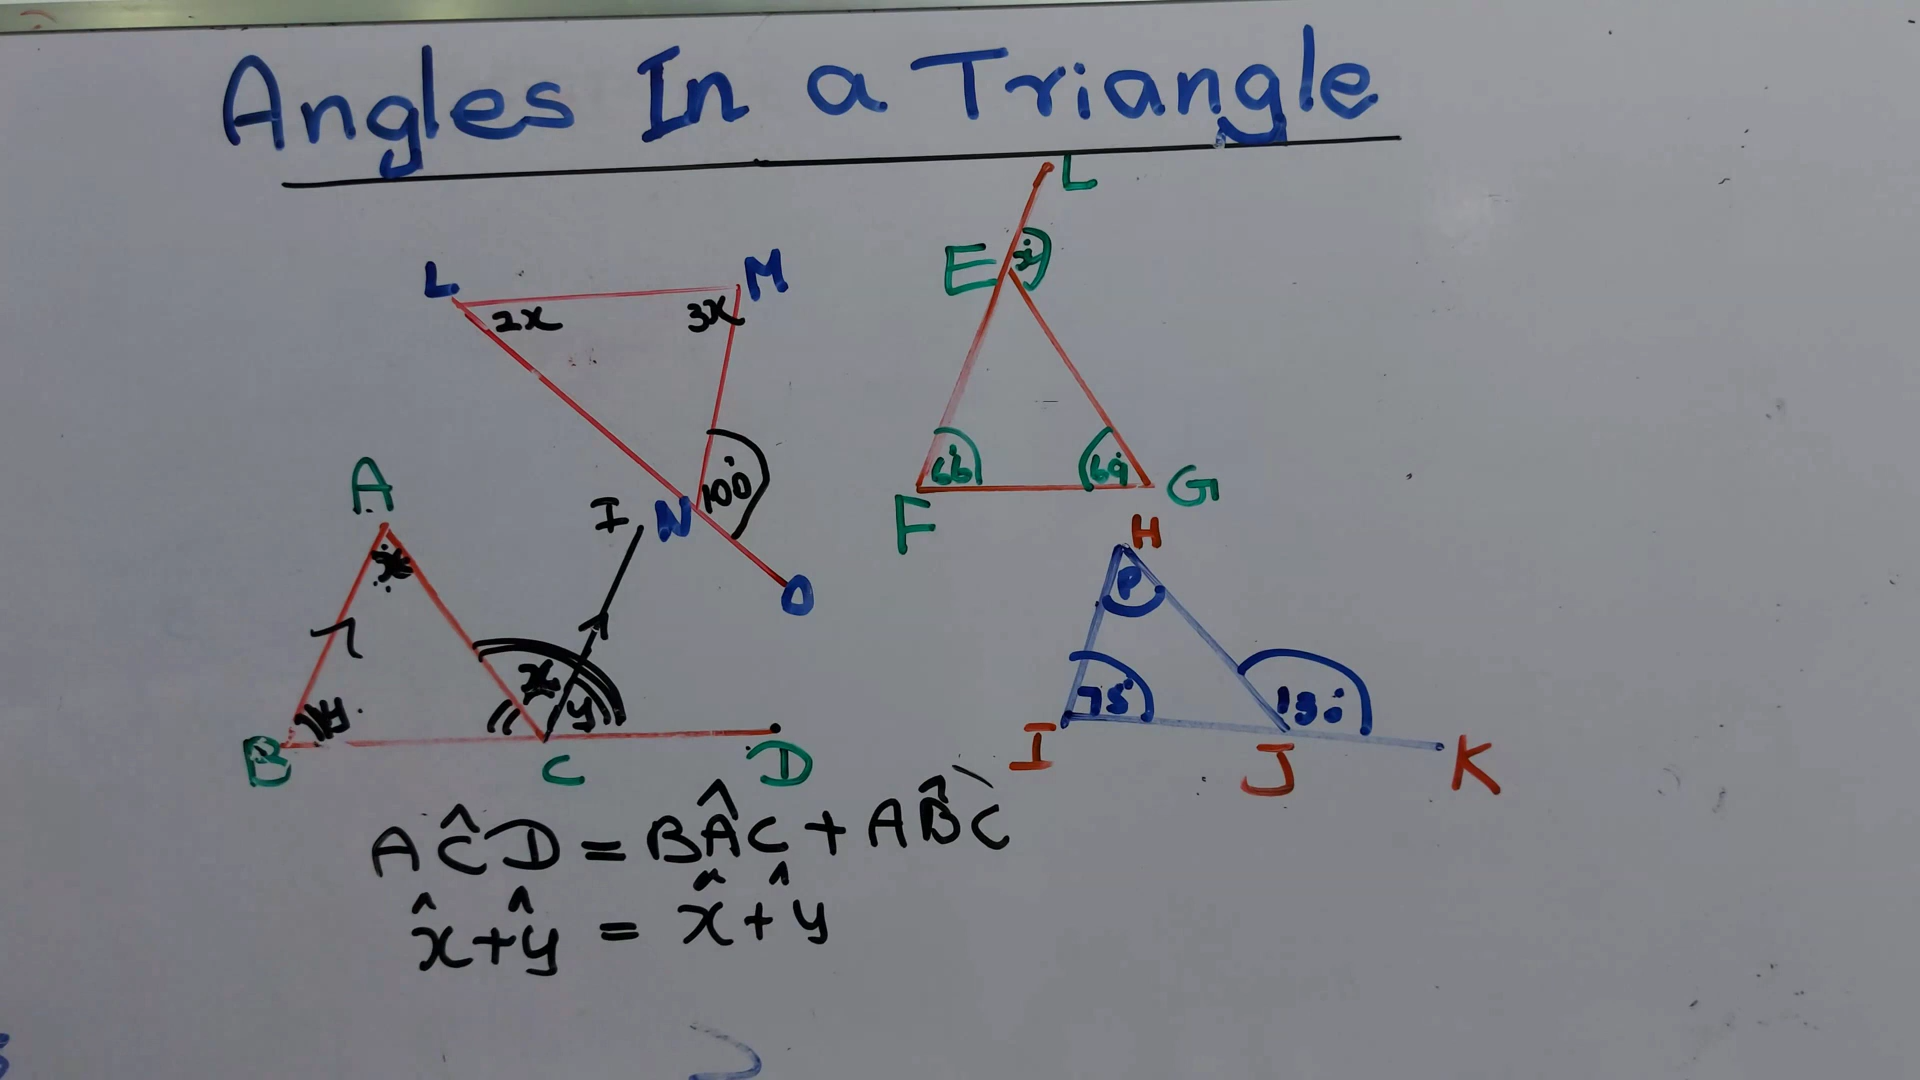 Angles In a Triangle
L
E
x°
66°
69°
F
G
L
M
2x
3x
N
100°
O
A
x
I
B
y
x
y
C
D
H
P
75°
130°
I
J
K
AĈD = BÂC + AB̂C
x̂+ŷ = x̂+ŷ